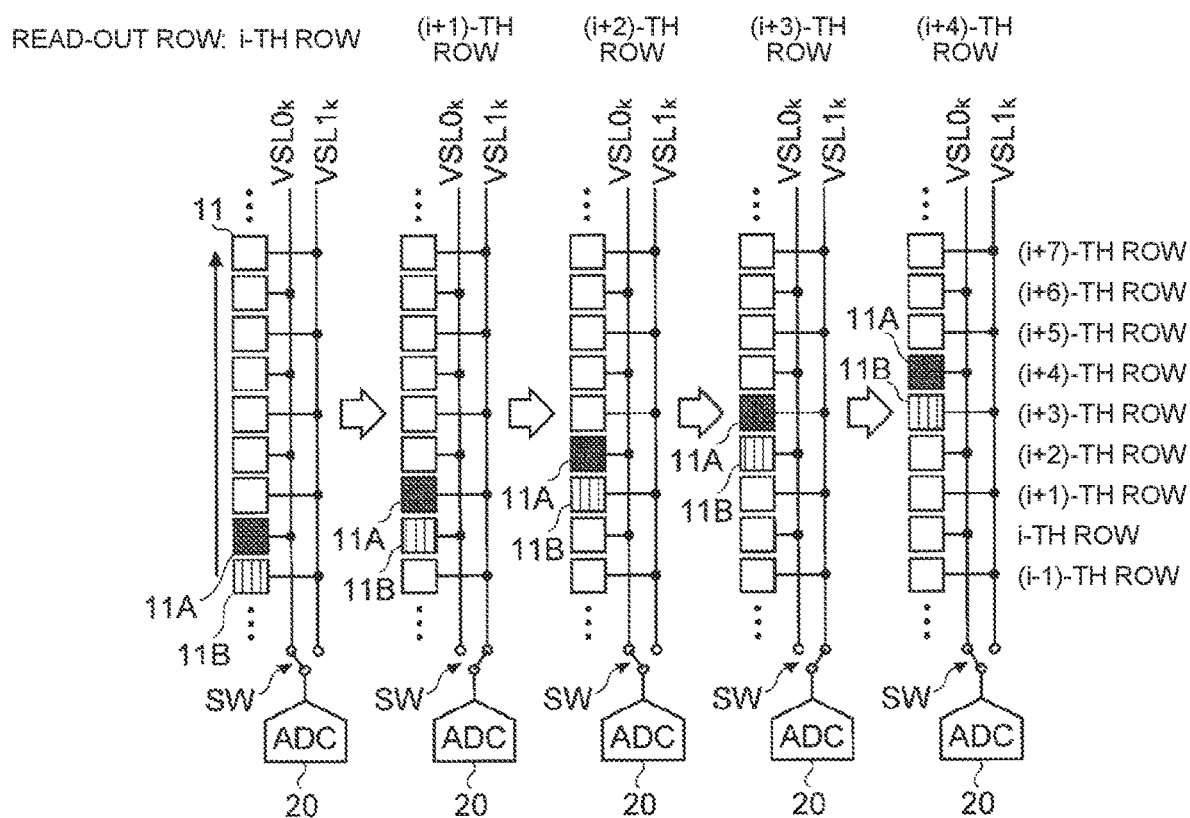 READ-OUT ROW: i-TH ROW
(i+1)-TH ROW
(i+2)-TH ROW
(i+3)-TH ROW
(i+4)-TH ROW
VSL0k VSL1k VSL0k VSL1k VSL0k VSL1k VSL0k VSL1k VSL0k VSL1k
11
(i+7)-TH ROW
(i+6)-TH ROW
11A
(i+5)-TH ROW
11B
(i+4)-TH ROW
(i+3)-TH ROW
11A
(i+2)-TH ROW
11A
11B
(i+1)-TH ROW
11A
11B
i-TH ROW
11B
(i-1)-TH ROW
11A
11B
SW SW SW SW SW
ADC ADC ADC ADC ADC
20 20 20 20 20